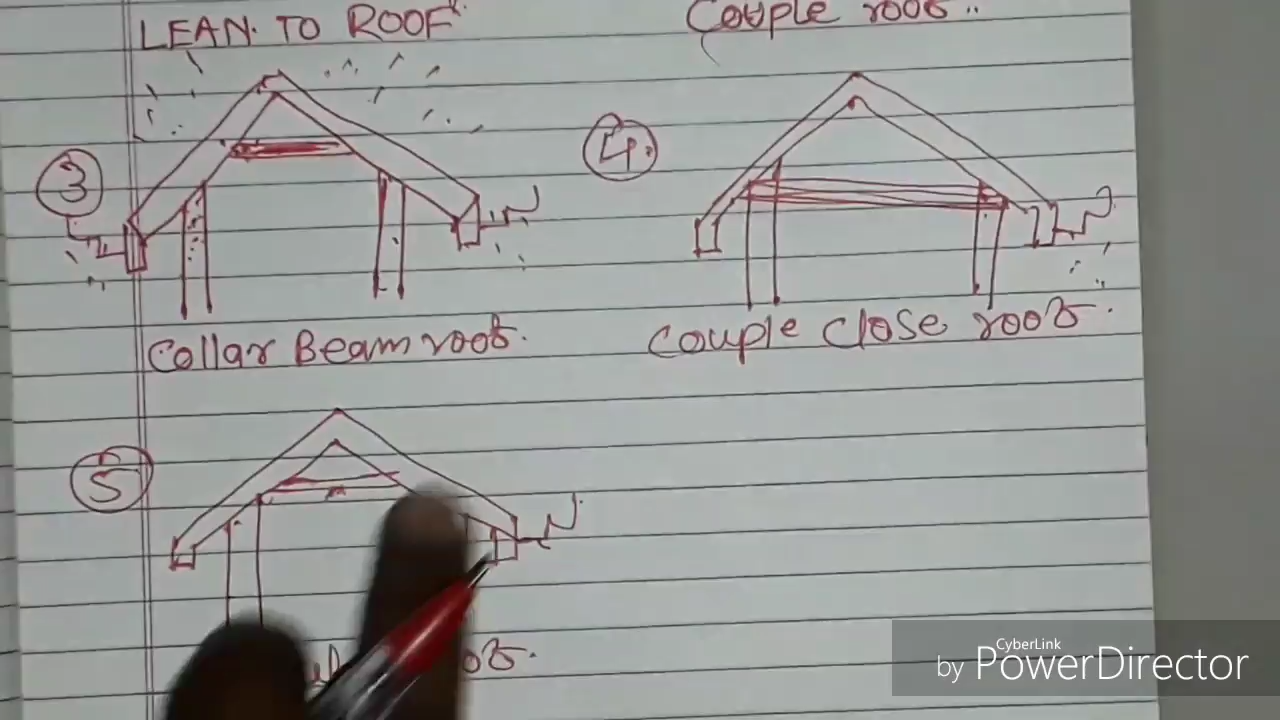 LEAN TO ROOF
Couple roof
3
4
Collar Beam roof.
Couple Close roof.
5
CyberLink
by PowerDirector